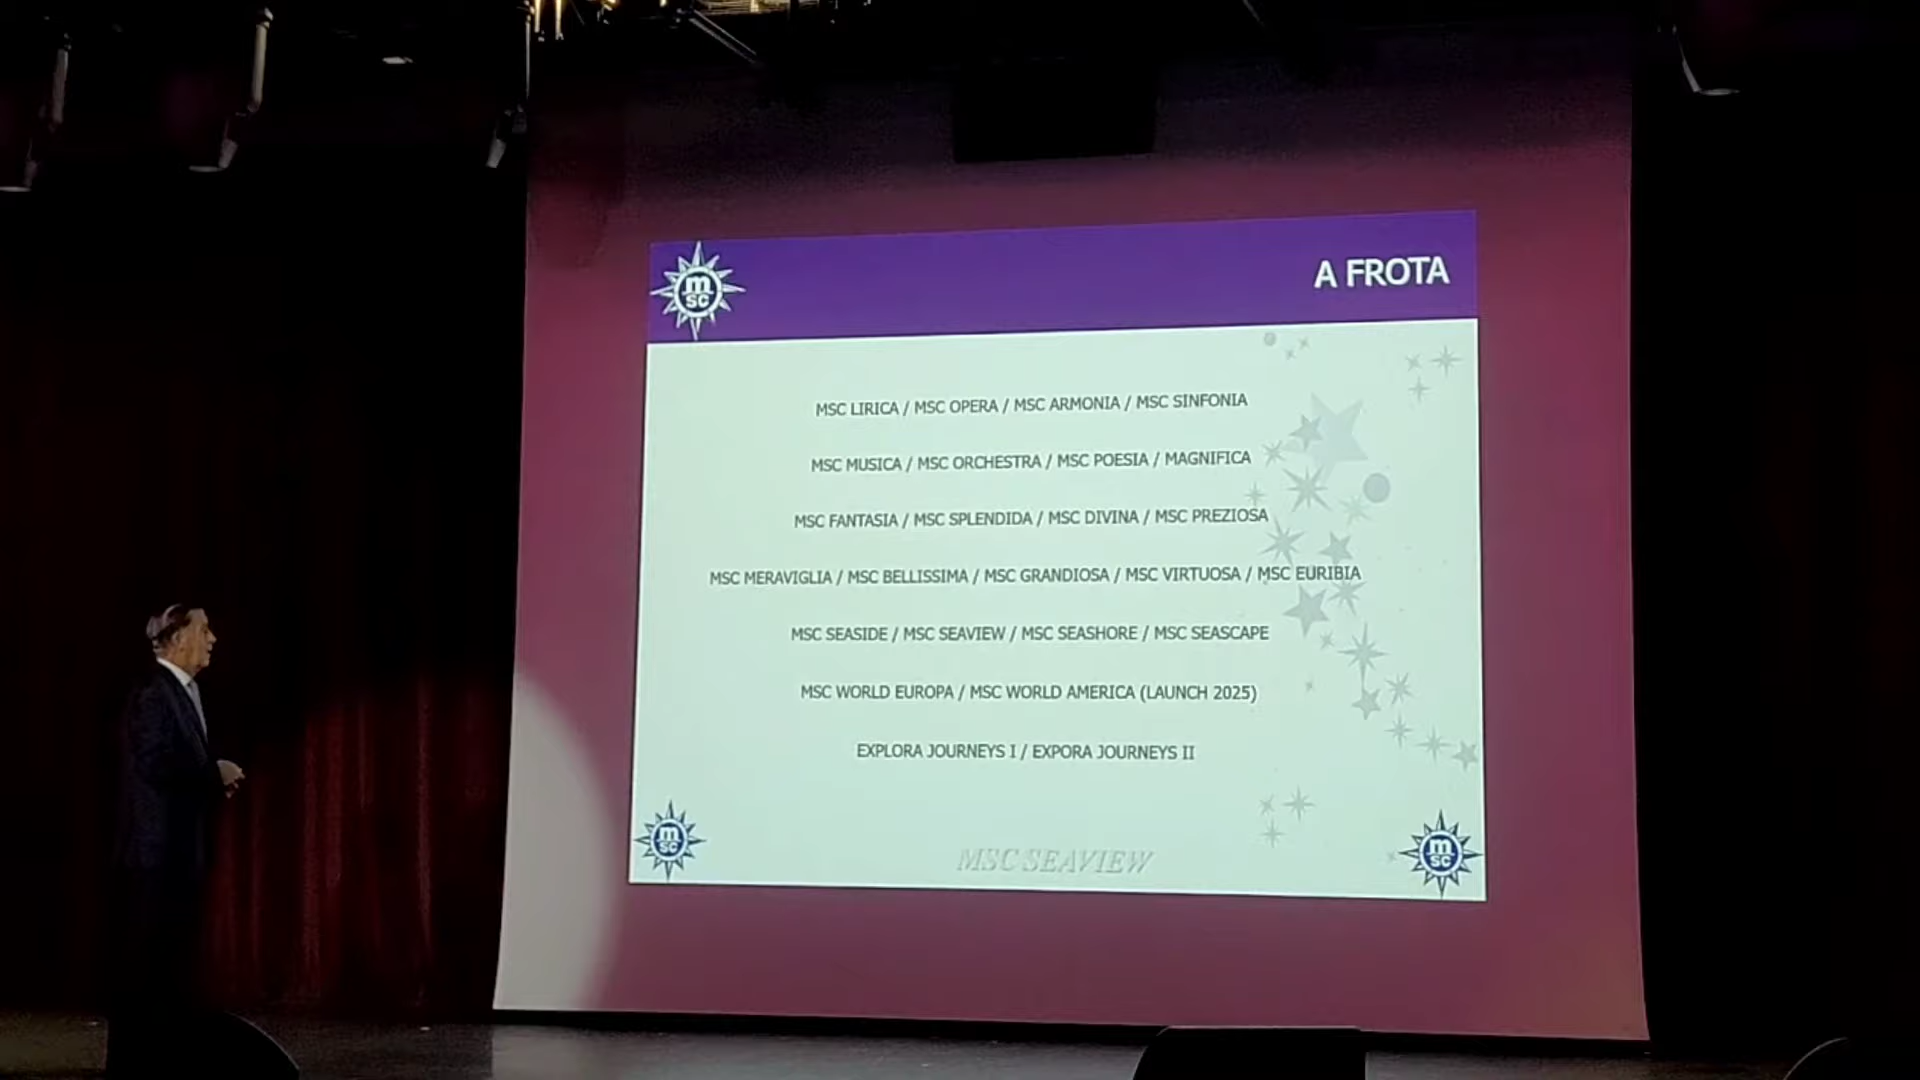 m
SC
A FROTA
MSC LIRICA / MSC OPERA / MSC ARMONIA / MSC SINFONIA
MSC MUSICA / MSC ORCHESTRA / MSC POESIA / MAGNIFICA
MSC FANTASIA / MSC SPLENDIDA / MSC DIVINA / MSC PREZIOSA
MSC MERAVIGLIA / MSC BELLISSIMA / MSC GRANDIOSA / MSC VIRTUOSA / MSC EURIBIA
MSC SEASIDE / MSC SEAVIEW / MSC SEASHORE / MSC SEASCAPE
MSC WORLD EUROPA / MSC WORLD AMERICA (LAUNCH 2025)
EXPLORA JOURNEYS I / EXPORA JOURNEYS II
m
SC
MSC SEAVIEW
m
SC